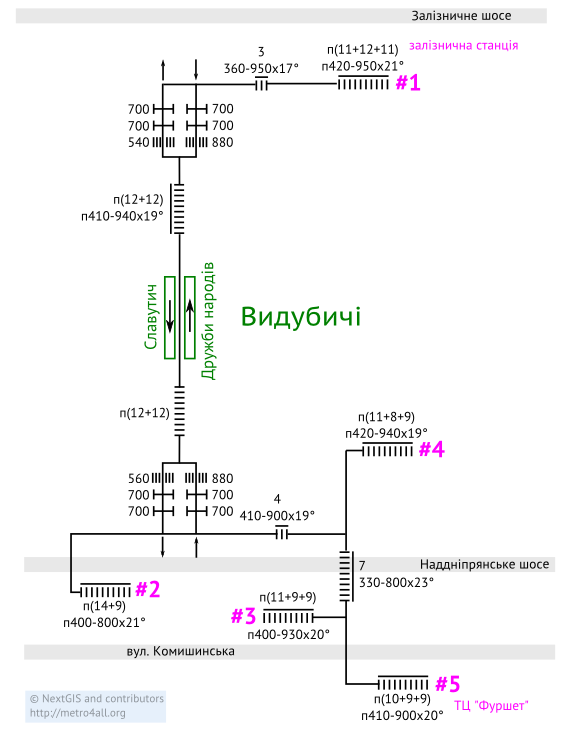 Залізничне шосе
залізнична станція
3
360-950x17°
п(11+12+11)
п420-950x21°
#1
700
700
700
700
540
880
п(12+12)
п410-940x19°
Славутич
Дружби народів
Видубичі
п(12+12)
п(11+8+9)
п420-940x19°
#4
560
880
700
700
700
700
4
410-900x19°
Наддніпрянське шосе
7
330-800x23°
#2
п(14+9)
п400-800x21°
п(11+9+9)
#3
п400-930x20°
вул. Комишинська
#5
п(10+9+9)
п410-900x20°
ТЦ "Фуршет"
© NextGIS and contributors
http://metro4all.org